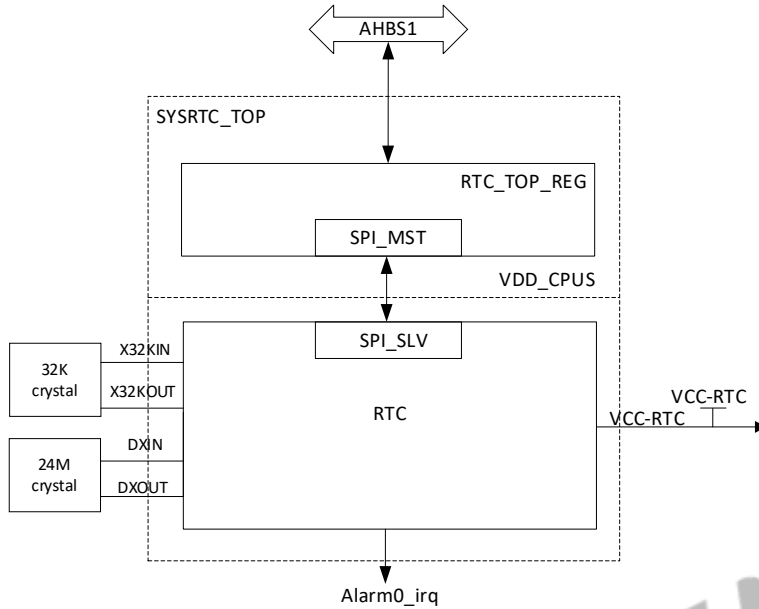 AHBS1
SYSRTC_TOP
RTC_TOP_REG
SPI_MST
VDD_CPUS
SPI_SLV
X32KIN
32K
crystal
X32KOUT
RTC
VCC-RTC
VCC-RTC
DXIN
24M
crystal
DXOUT
Alarm0_irq